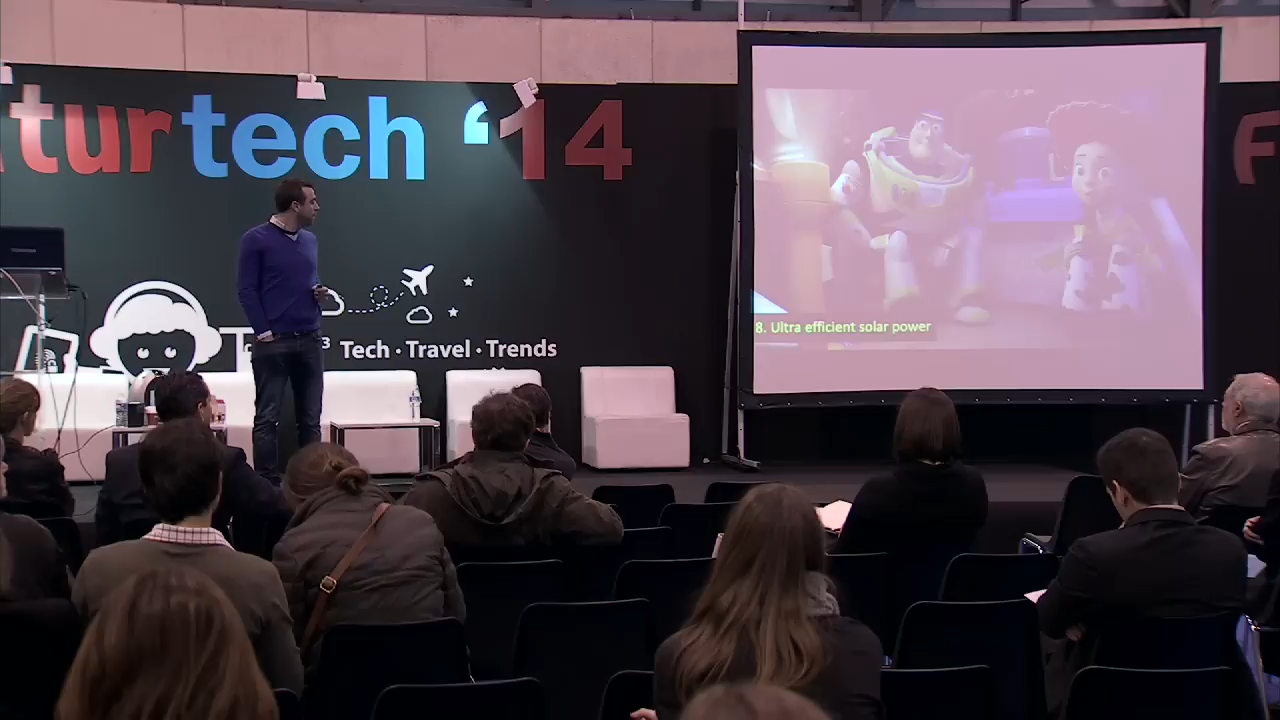 turtech ‘14
Tech · Travel · Trends
8. Ultra efficient solar power